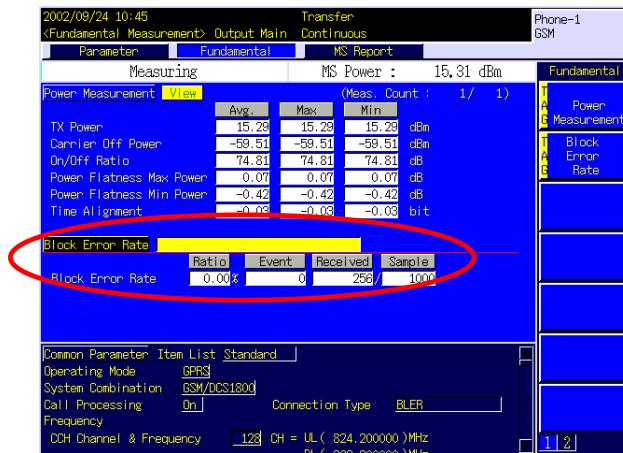 2002/09/24 10:45 Transfer Phone-1
<Fundamental Measurement> Output Main Continuous GSM
Parameter Fundamental MS Report
Measuring MS Power : 15.31 dBm Fundamental
Power Measurement View (Meas. Count : 1/ 1)
TAG Power Measurement
Avg. Max Min
TX Power 15.29 15.29 15.29 dBm
Carrier Off Power -59.51 -59.51 -59.51 dBm
On/Off Ratio 74.81 74.81 74.81 dB
TAG Block Error Rate
Power Flatness Max Power 0.07 0.07 0.07 dB
Power Flatness Min Power -0.42 -0.42 -0.42 dB
Time Alignment -0.03 -0.03 -0.03 bit
Block Error Rate
Ratio Event Received Sample
Block Error Rate 0.00% 0 256/ 1000
Common Parameter Item List Standard
Operating Mode GPRS
System Combination GSM/DCS1800
Call Processing On Connection Type BLER
Frequency
CCH Channel & Frequency 128 CH = UL( 824.200000)MHz
1 2